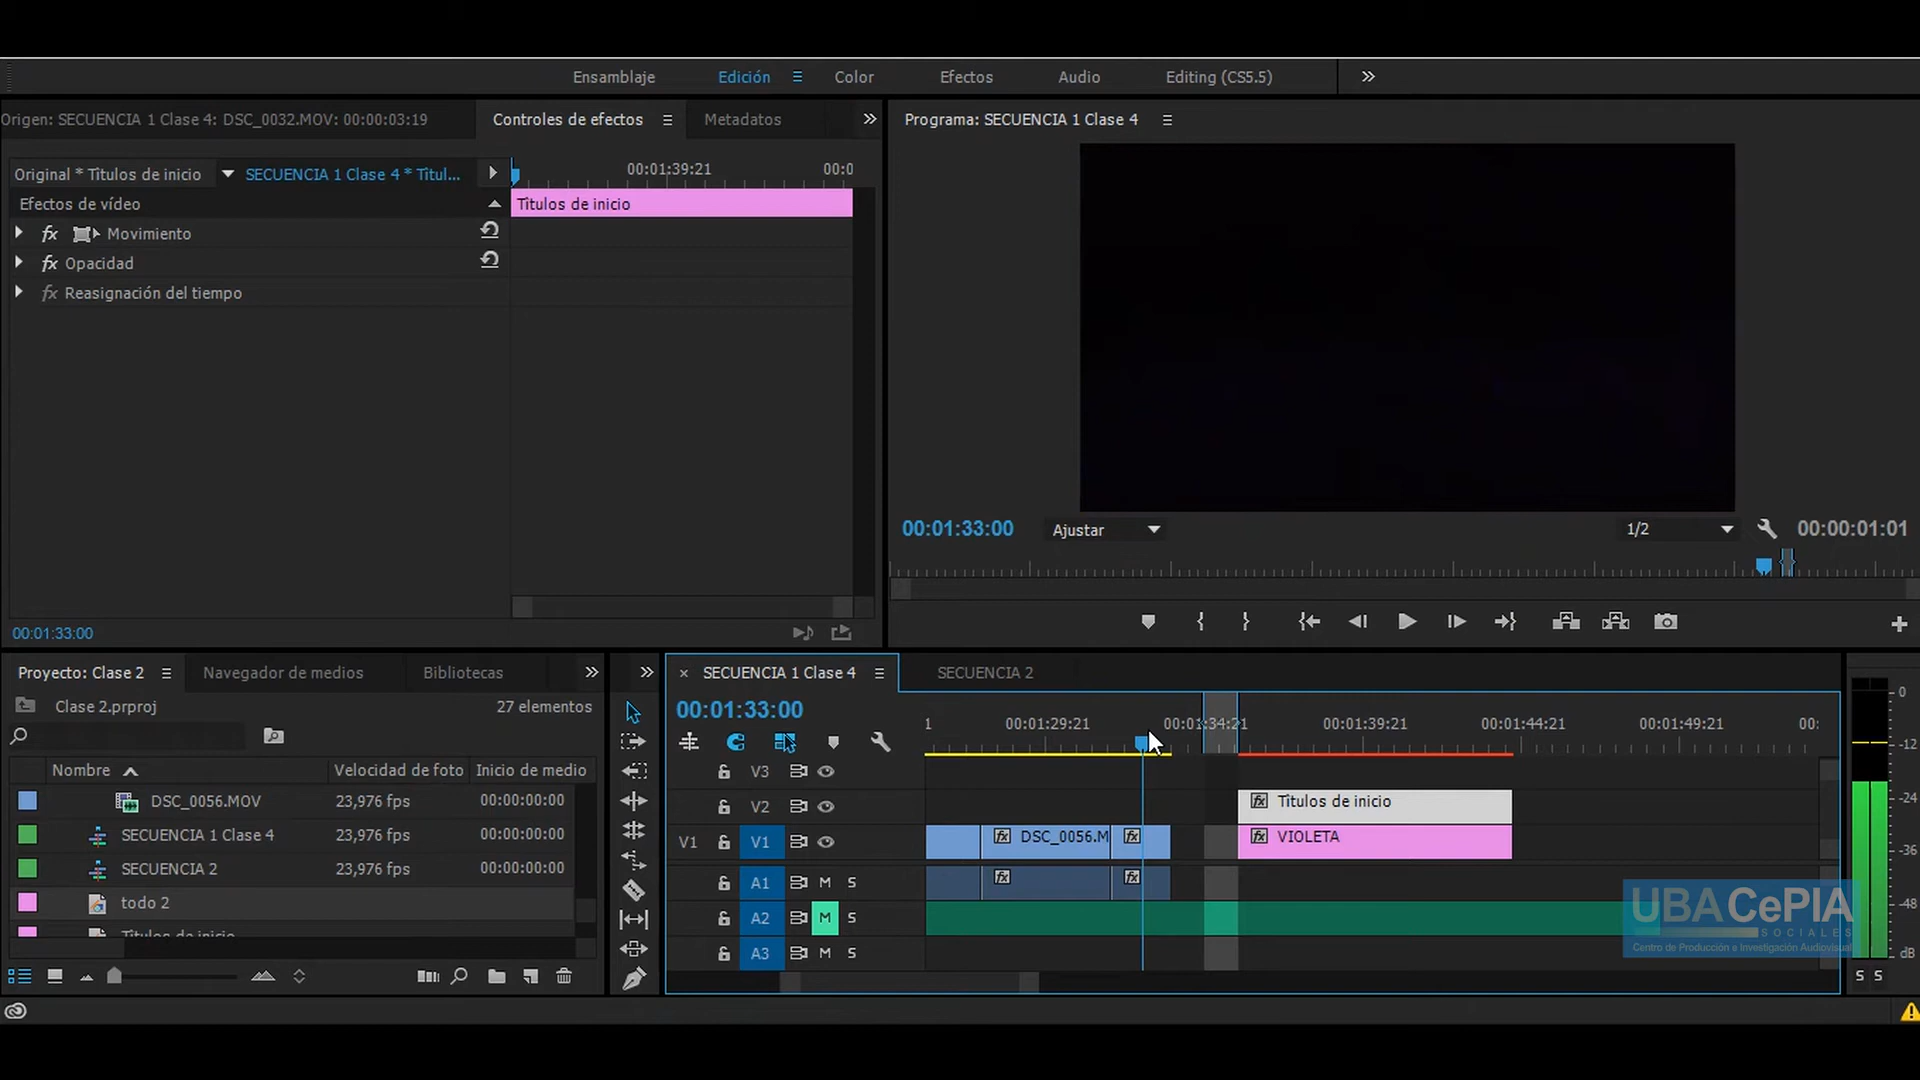 Ensamblaje Edición Color Efectos Audio Editing (CS5.5)
Origen: SECUENCIA 1 Clase 4: DSC_0032.MOV: 00:00:03:19 Controles de efectos Metadatos
Programa: SECUENCIA 1 Clase 4
Original * Titulos de inicio SECUENCIA 1 Clase 4 * Titul...
00:01:39:21 00:0
Efectos de vídeo
Titulos de inicio
fx Movimiento
fx Opacidad
fx Reasignación del tiempo
00:01:33:00 Ajustar 1/2 00:00:01:01
00:01:33:00
Proyecto: Clase 2 Navegador de medios Bibliotecas
Clase 2.prproj 27 elementos
Nombre Velocidad de foto Inicio de medio
DSC_0056.MOV 23,976 fps 00:00:00:00
SECUENCIA 1 Clase 4 23,976 fps 00:00:00:00
SECUENCIA 2 23,976 fps 00:00:00:00
todo 2
Titulos de inicio
× SECUENCIA 1 Clase 4 SECUENCIA 2
00:01:33:00
1 00:01:29:21 00:01:34:21 00:01:39:21 00:01:44:21 00:01:49:21 00:
V3
V2 fx Titulos de inicio
V1 V1 fx DSC_0056.M fx fx VIOLETA
A1 M S fx fx
A2 M S
A3 M S
0
-12
-24
-36
-48
dB
S S
UBA CePIA
SOCIALES
Centro de Producción e Investigación Audiovisual